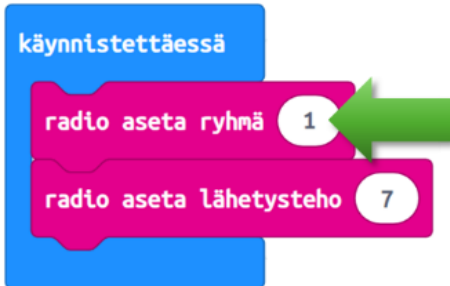 käynnistettäessä
radio aseta ryhmä 1
radio aseta lähetysteho 7